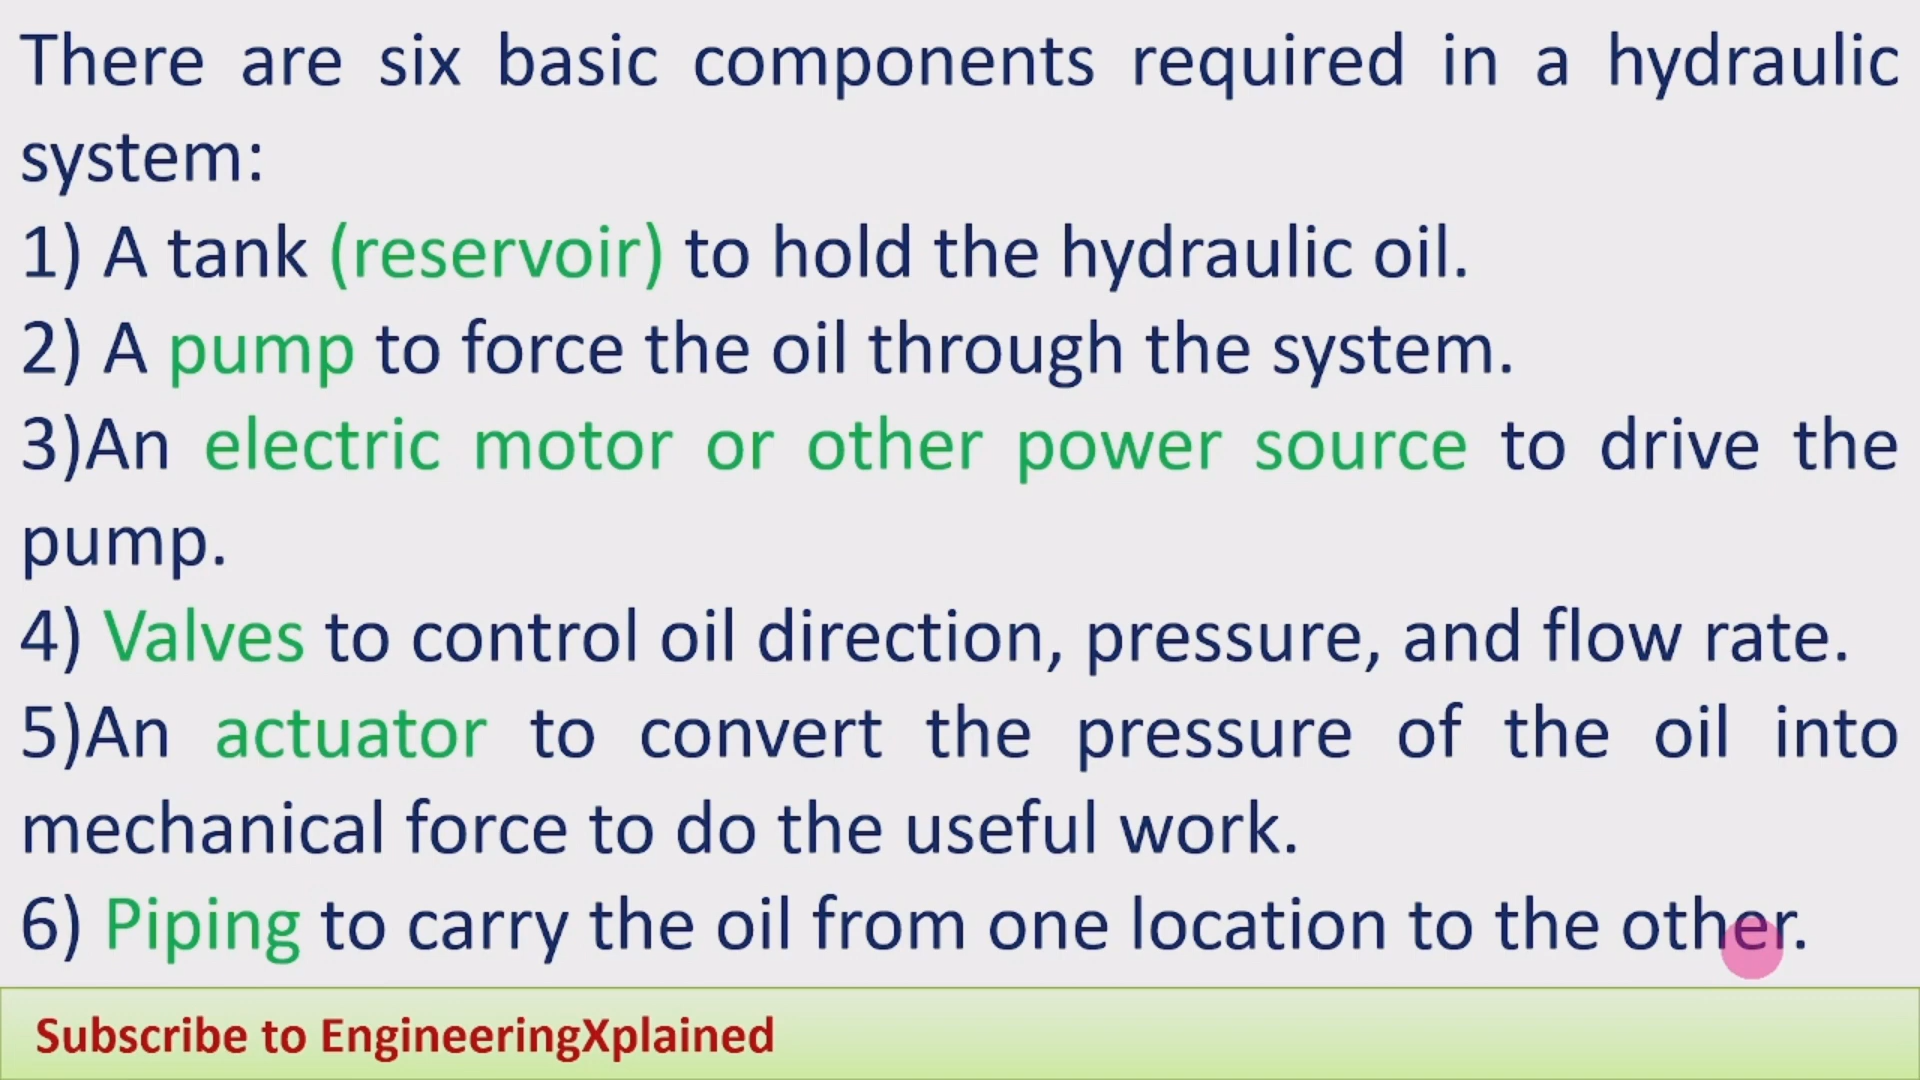 There are six basic components required in a hydraulic
system:
1) A tank (reservoir) to hold the hydraulic oil.
2) A pump to force the oil through the system.
3)An electric motor or other power source to drive the
pump.
4) Valves to control oil direction, pressure, and flow rate.
5)An actuator to convert the pressure of the oil into
mechanical force to do the useful work.
6) Piping to carry the oil from one location to the other.
Subscribe to EngineeringXplained